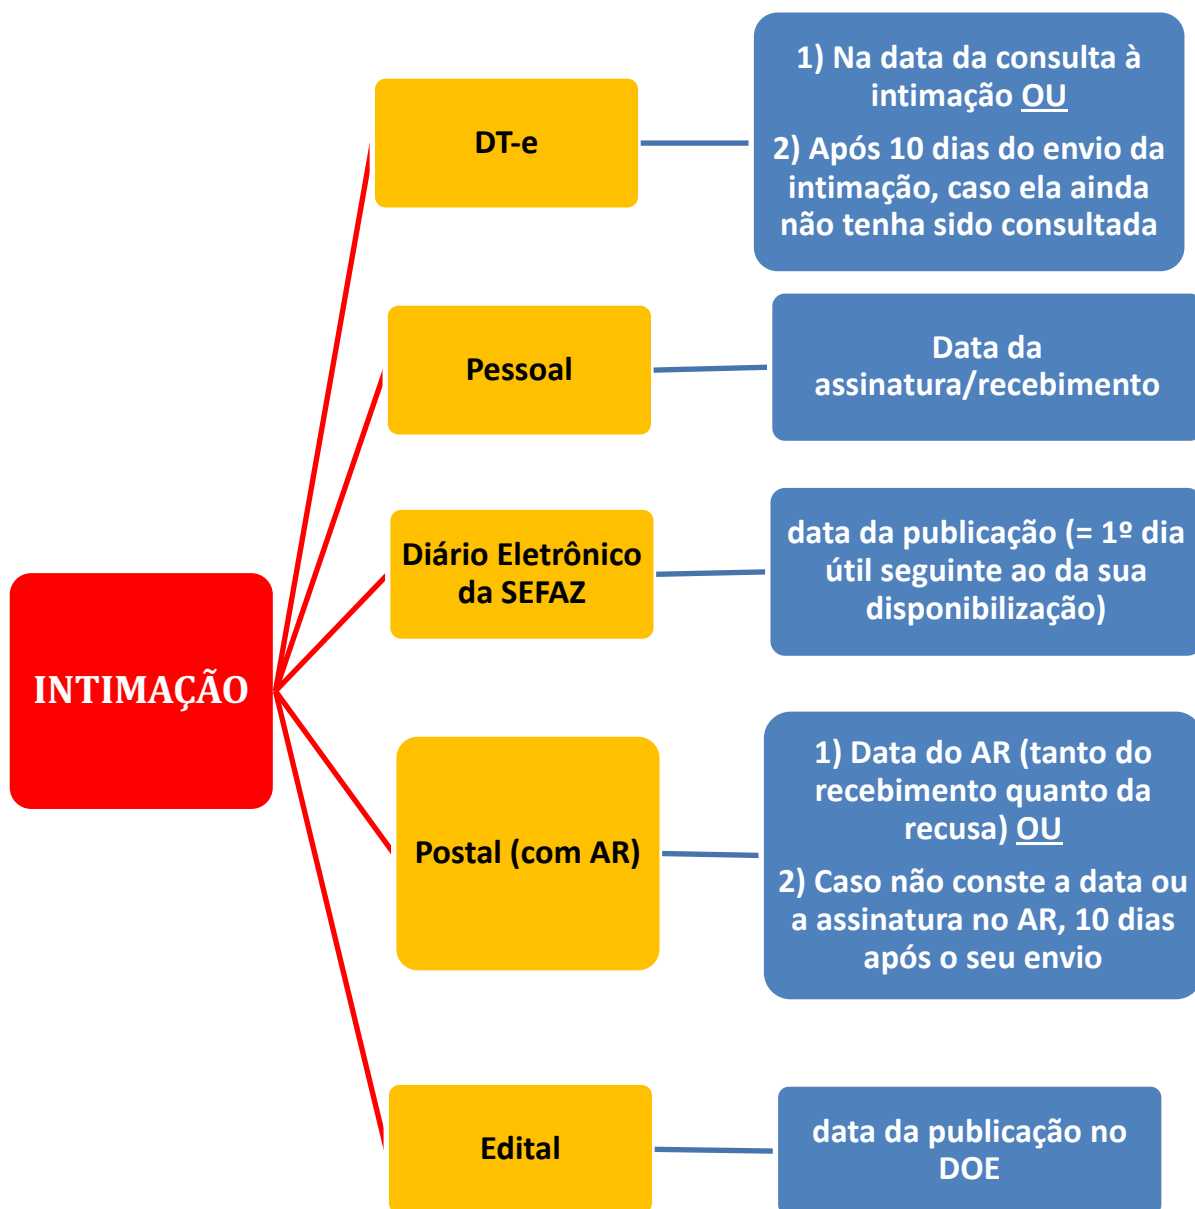 INTIMAÇÃO
DT-e
1) Na data da consulta à
intimação OU
2) Após 10 dias do envio da
intimação, caso ela ainda
não tenha sido consultada
Pessoal
Data da
assinatura/recebimento
Diário Eletrônico
da SEFAZ
data da publicação (= 1º dia
útil seguinte ao da sua
disponibilização)
Postal (com AR)
1) Data do AR (tanto do
recebimento quanto da
recusa) OU
2) Caso não conste a data ou
a assinatura no AR, 10 dias
após o seu envio
Edital
data da publicação no
DOE